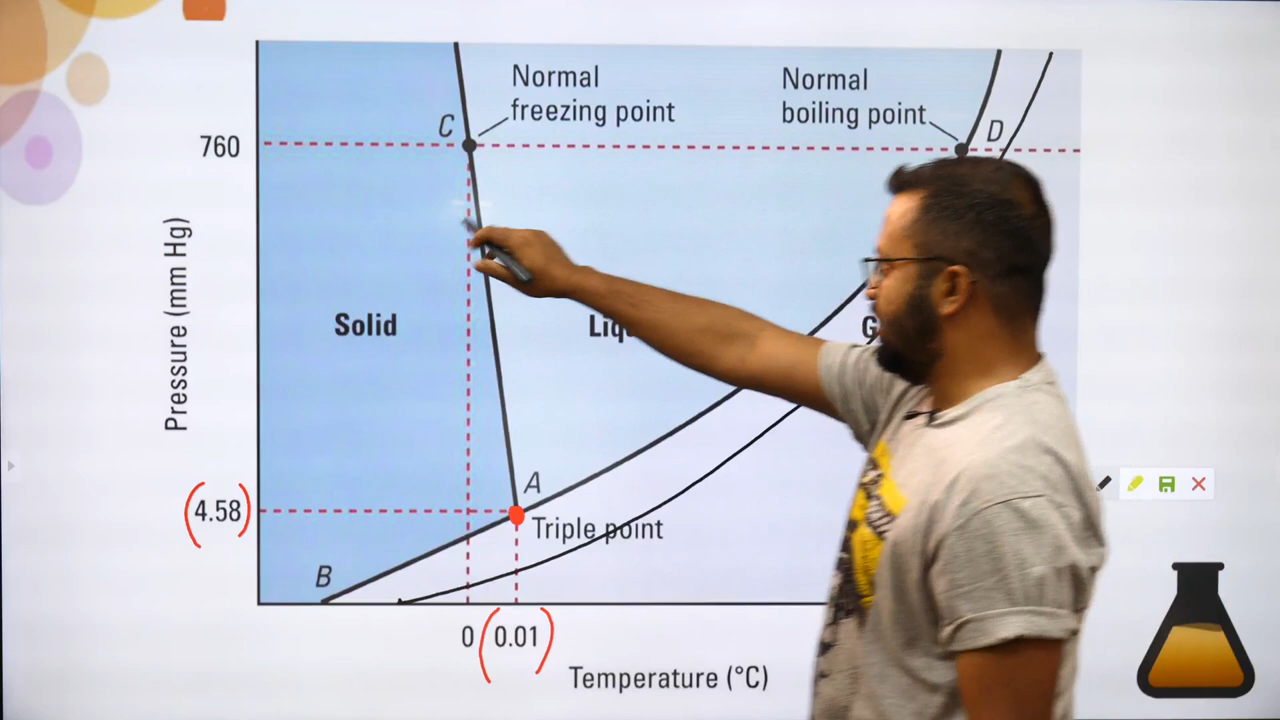 Normal
freezing point
Normal
boiling point
C
D
760
Pressure (mm Hg)
Solid
A
4.58
Triple point
B
0
(0.01)
Temperature (°C)